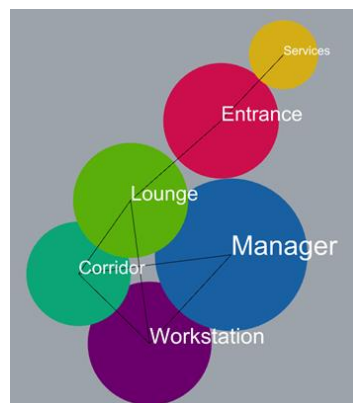 Services
Entrance
Lounge
Manager
Corridor
Workstation